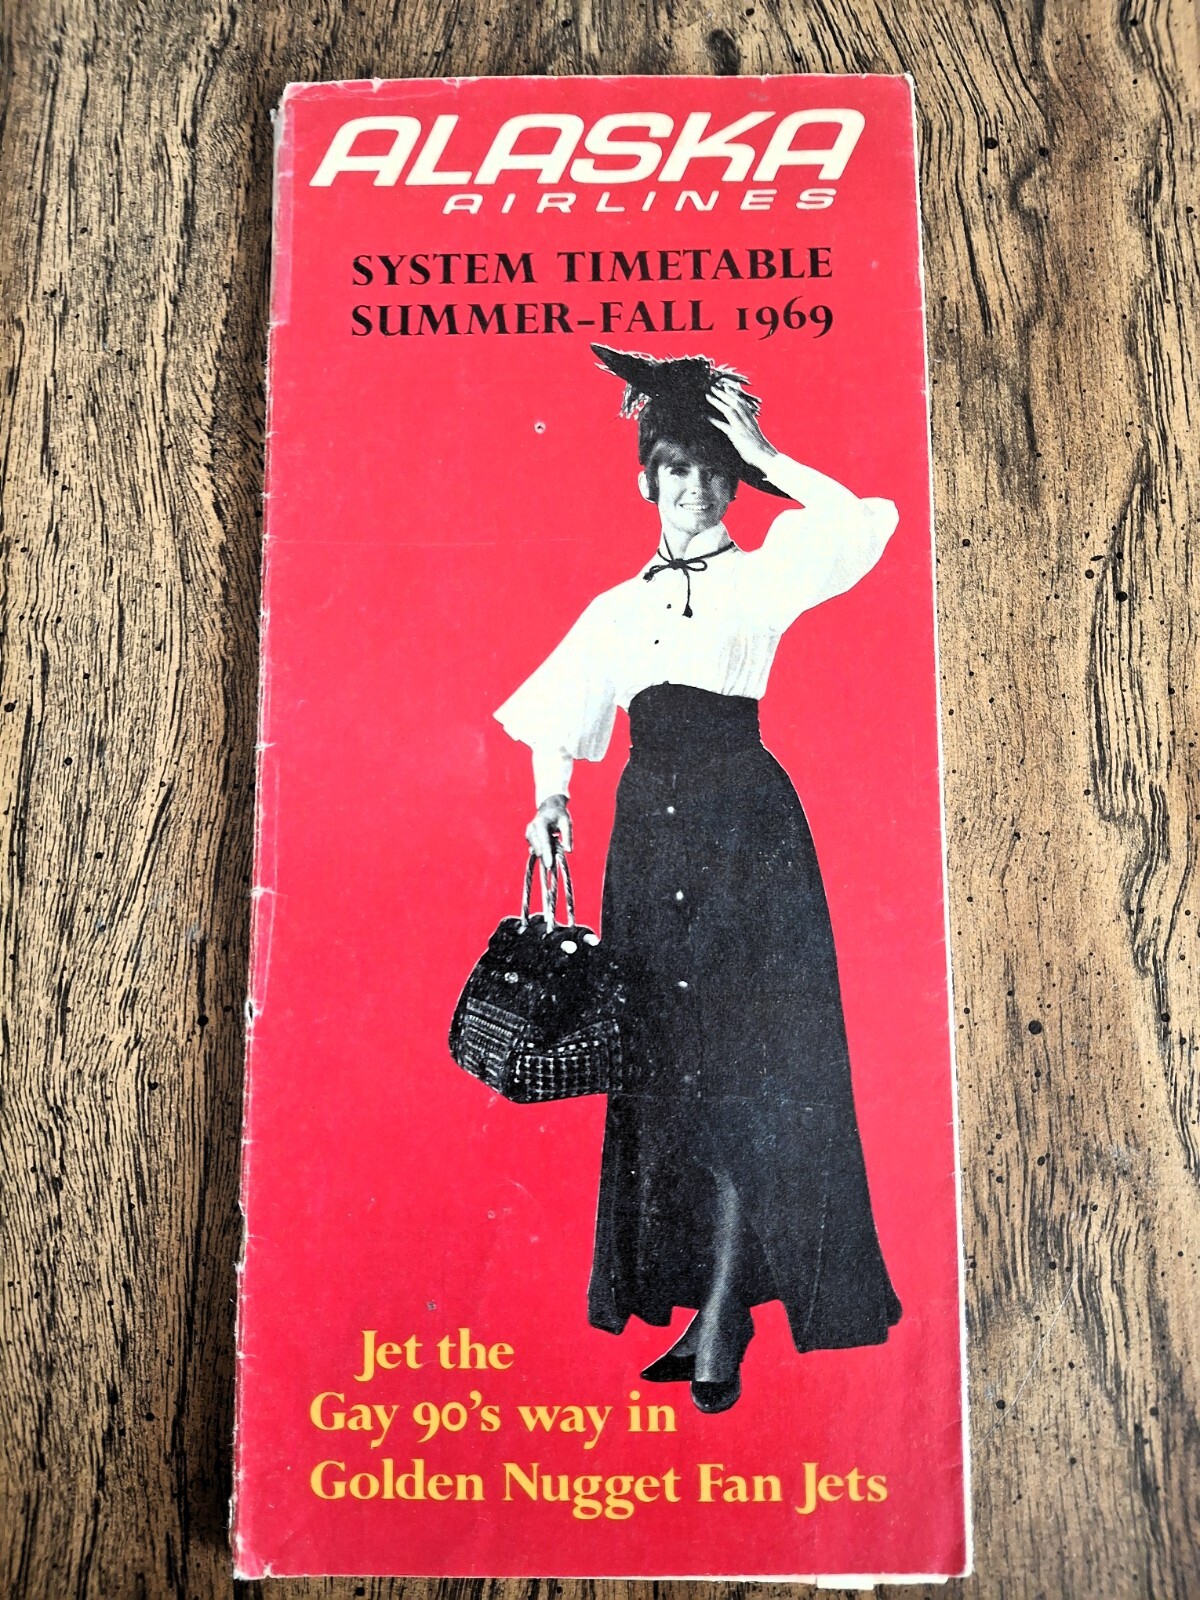 ALASKA
AIRLINES
SYSTEM TIMETABLE
SUMMER-FALL 1969
Jet the
Gay 90's way in
Golden Nugget Fan Jets